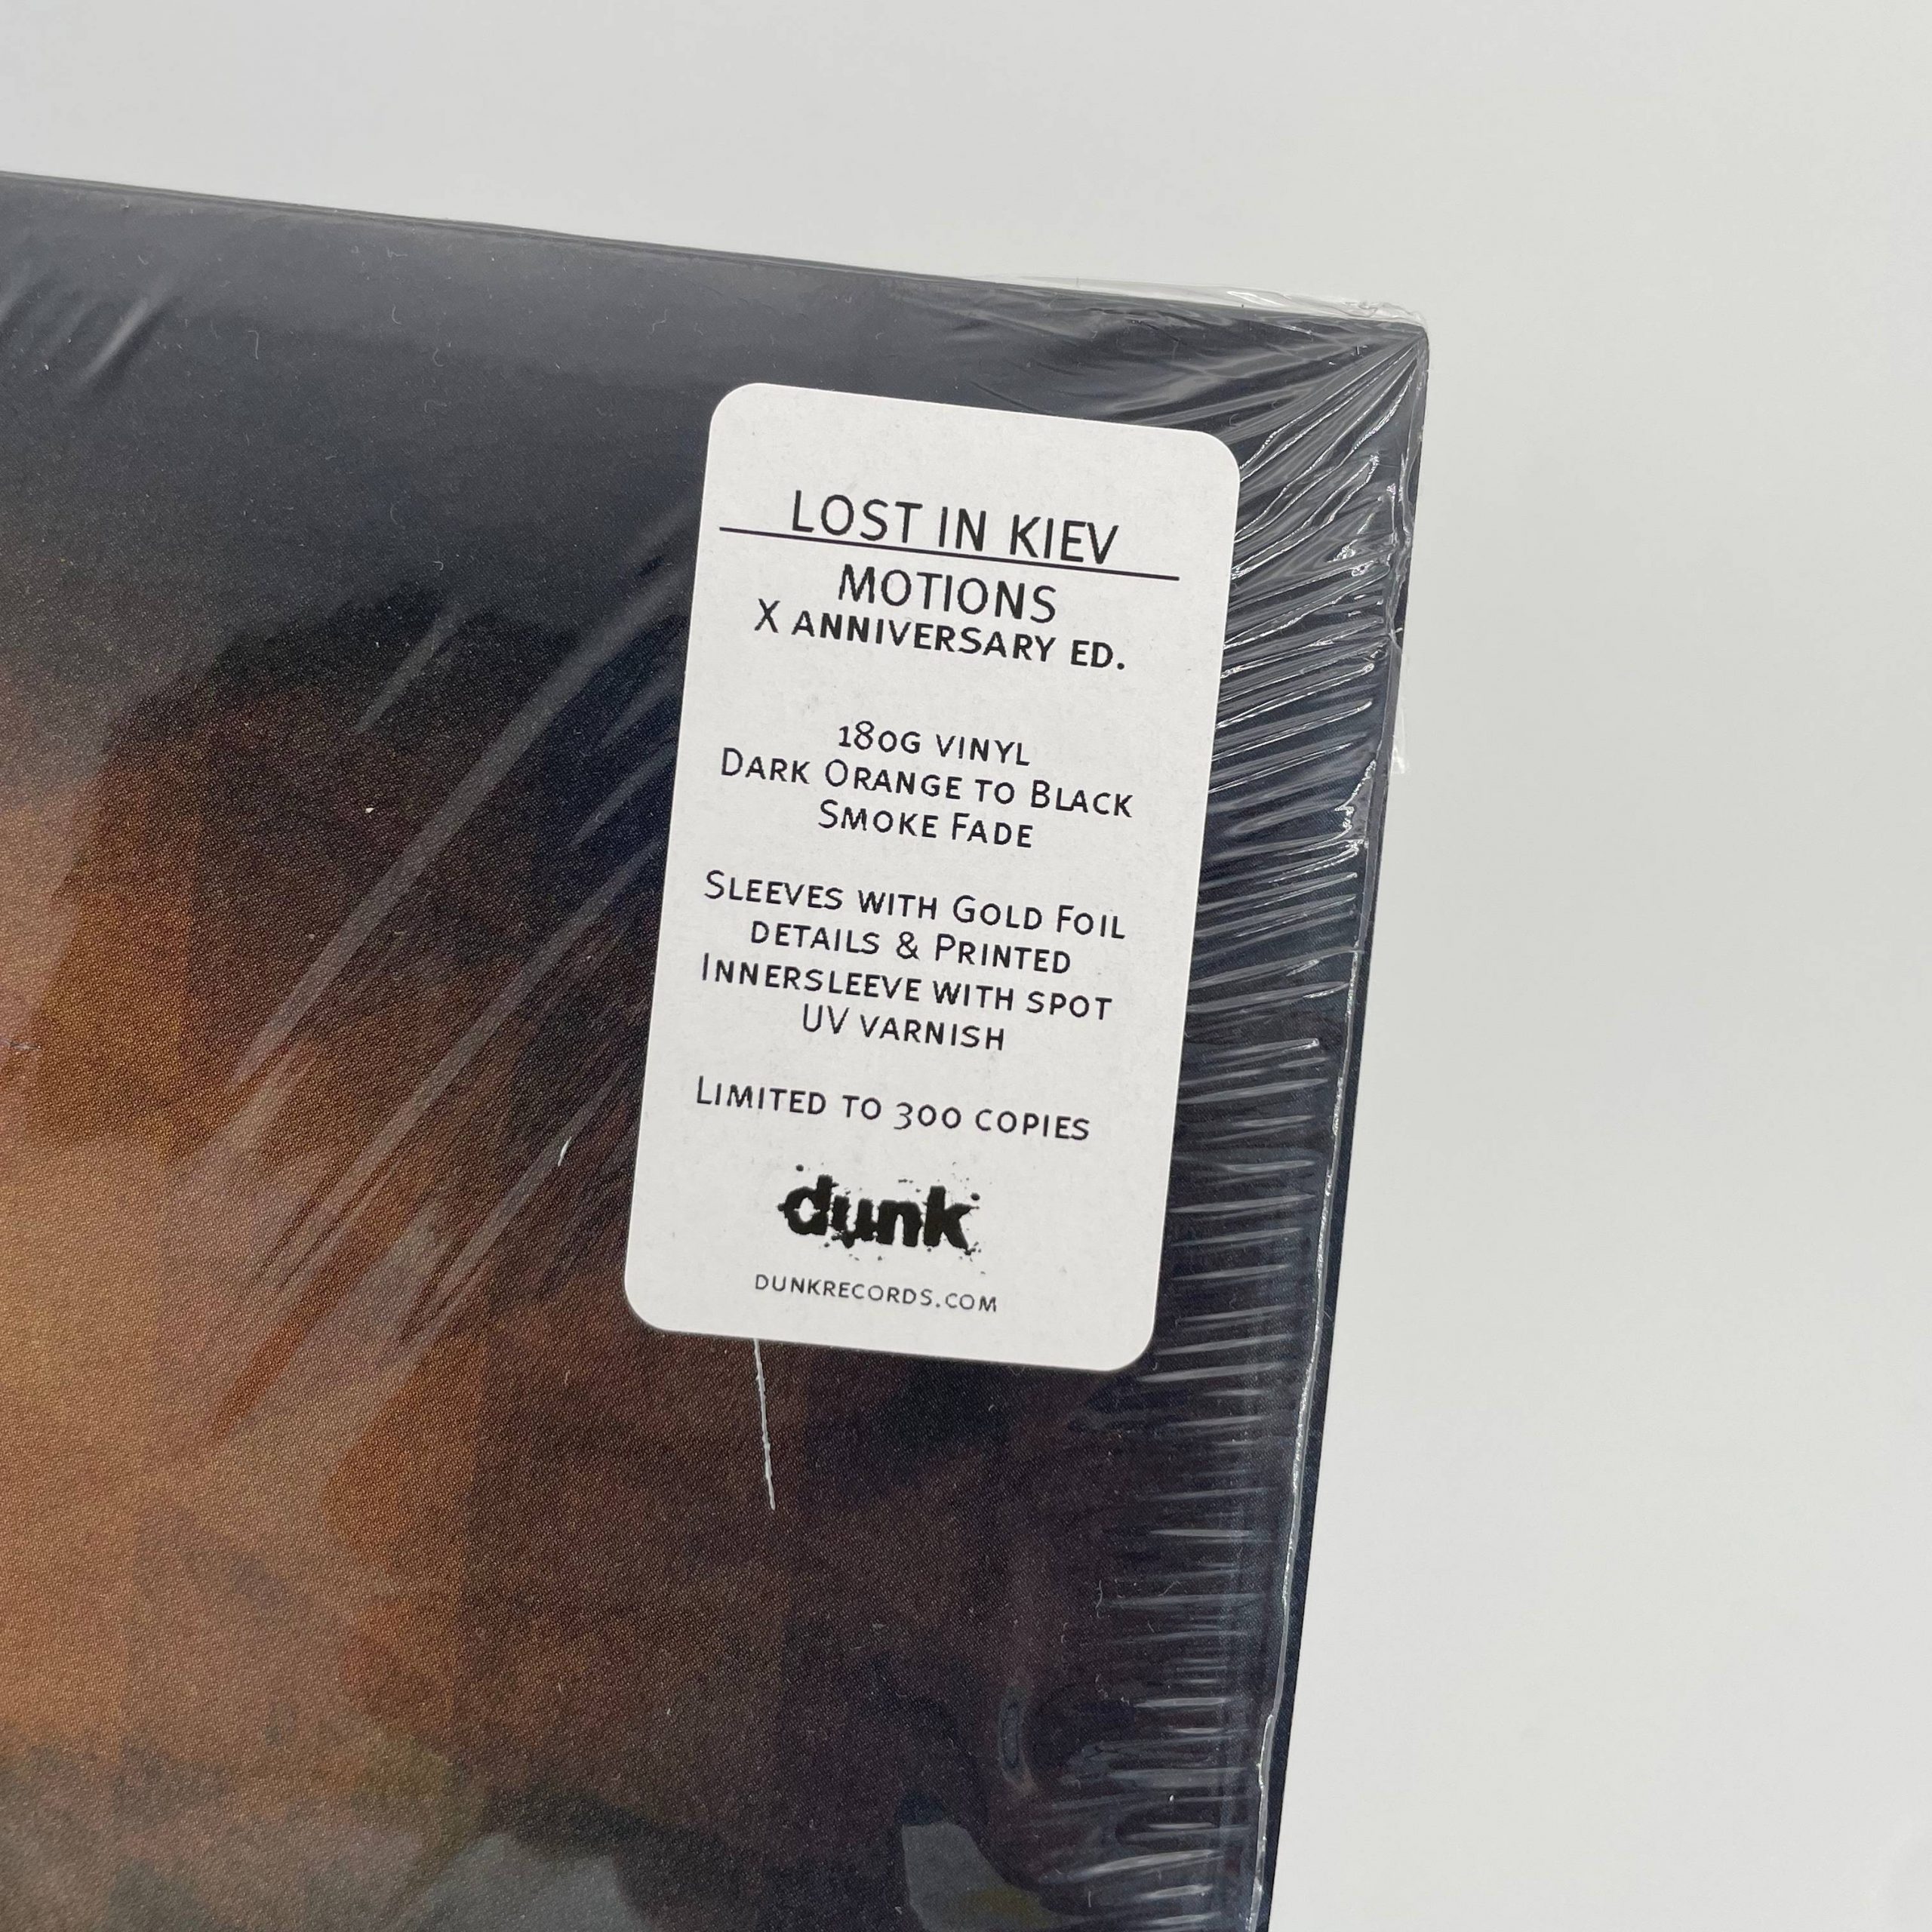 LOST IN KIEV
MOTIONS
X ANNIVERSARY ED.
180G VINYL
DARK ORANGE TO BLACK
SMOKE FADE
SLEEVES WITH GOLD FOIL
DETAILS & PRINTED
INNERSLEEVE WITH SPOT
UV VARNISH
LIMITED TO 300 COPIES
dunk
DUNKRECORDS.COM